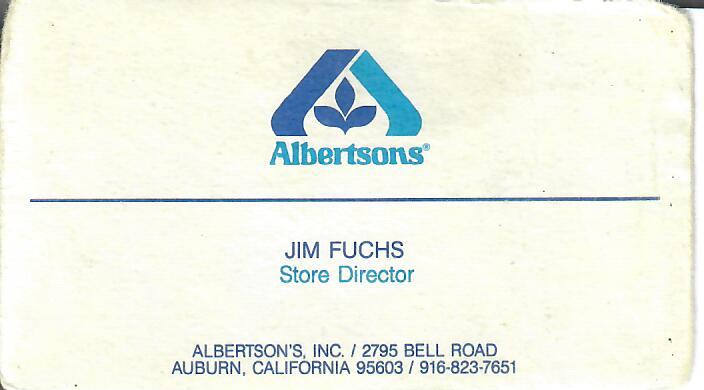 Albertsons®
JIM FUCHS
Store Director
ALBERTSON'S, INC. / 2795 BELL ROAD
AUBURN, CALIFORNIA 95603 / 916-823-7651